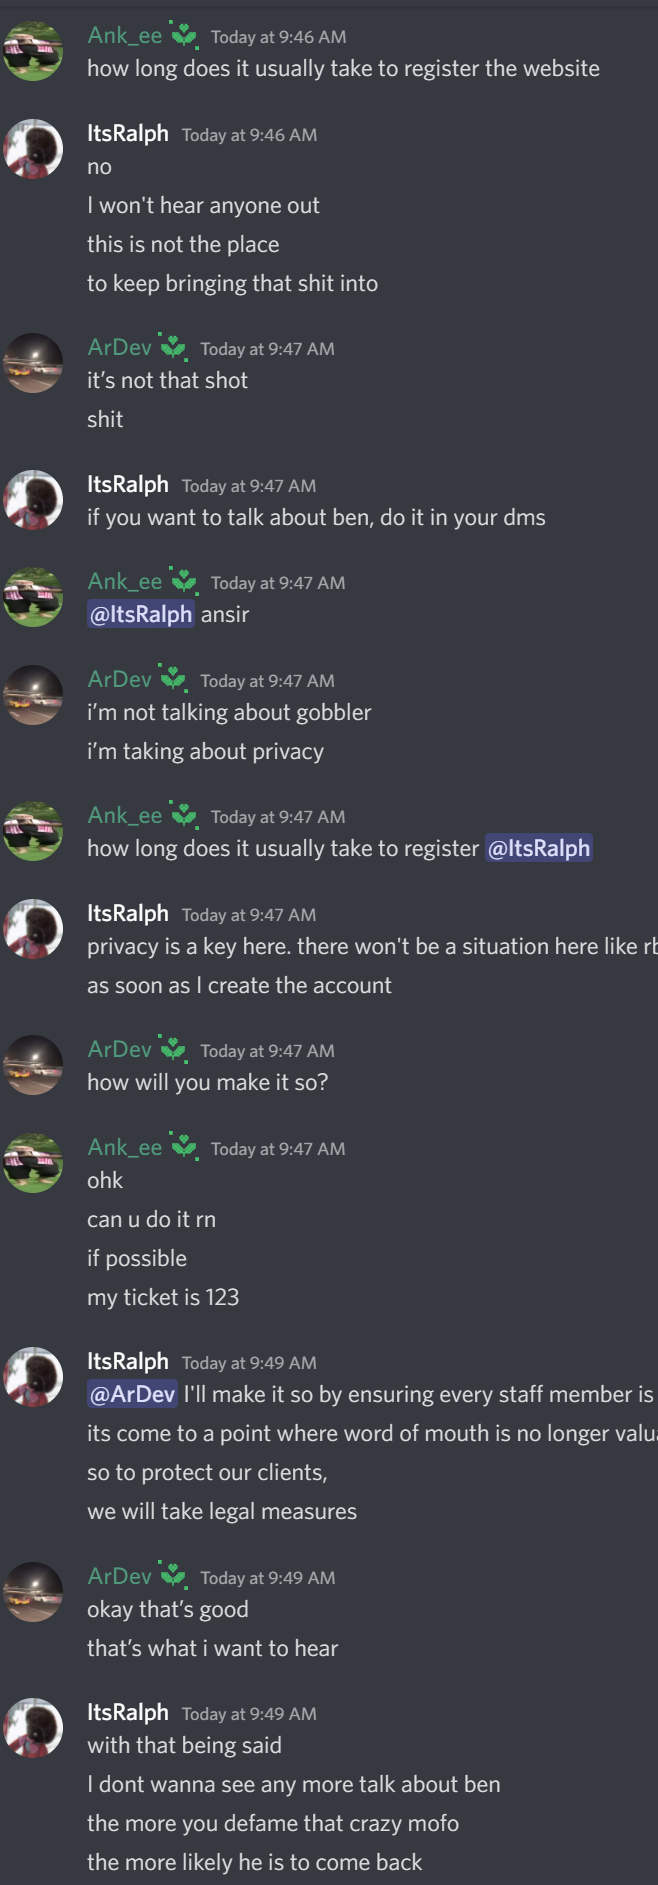 Ank_ee Today at 9:46 AM
how long does it usually take to register the website
ItsRalph Today at 9:46 AM
no
I won't hear anyone out
this is not the place
to keep bringing that shit into
ArDev Today at 9:47 AM
it's not that shot
shit
ItsRalph Today at 9:47 AM
if you want to talk about ben, do it in your dms
Ank_ee Today at 9:47 AM
@ItsRalph ansir
ArDev Today at 9:47 AM
i'm not talking about gobbler
i'm taking about privacy
Ank_ee Today at 9:47 AM
how long does it usually take to register @ItsRalph
ItsRalph Today at 9:47 AM
privacy is a key here. there won't be a situation here like
as soon as I create the account
ArDev Today at 9:47 AM
how will you make it so?
Ank_ee Today at 9:47 AM
ohk
can u do it rn
if possible
my ticket is 123
ItsRalph Today at 9:49 AM
@ArDev I'll make it so by ensuring every staff member is
its come to a point where word of mouth is no longer
so to protect our clients,
we will take legal measures
ArDev Today at 9:49 AM
okay that's good
that's what i want to hear
ItsRalph Today at 9:49 AM
with that being said
I dont wanna see any more talk about ben
the more you defame that crazy mofo
the more likely he is to come back